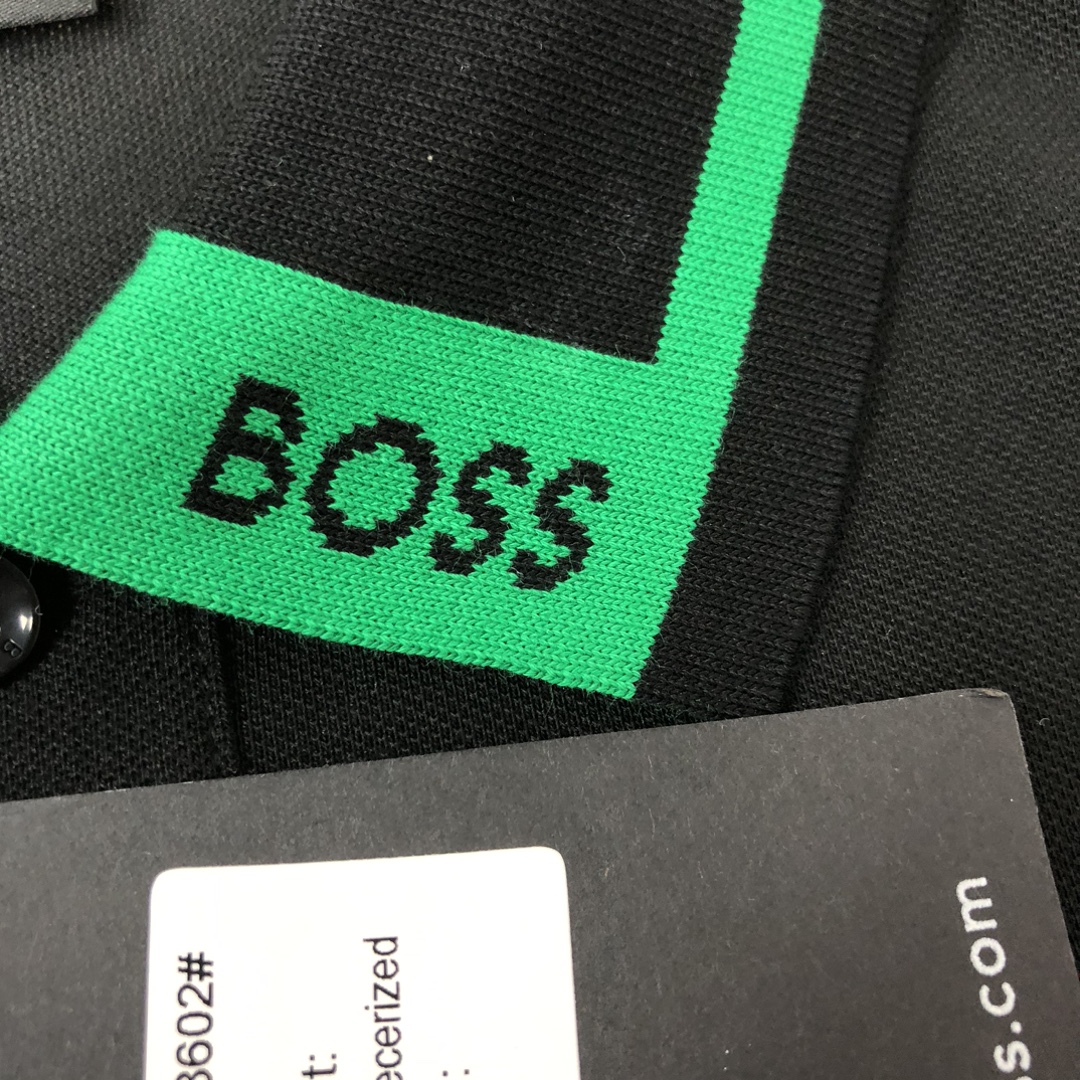 BOSS
3602#
t:
ecerized
:
s.com